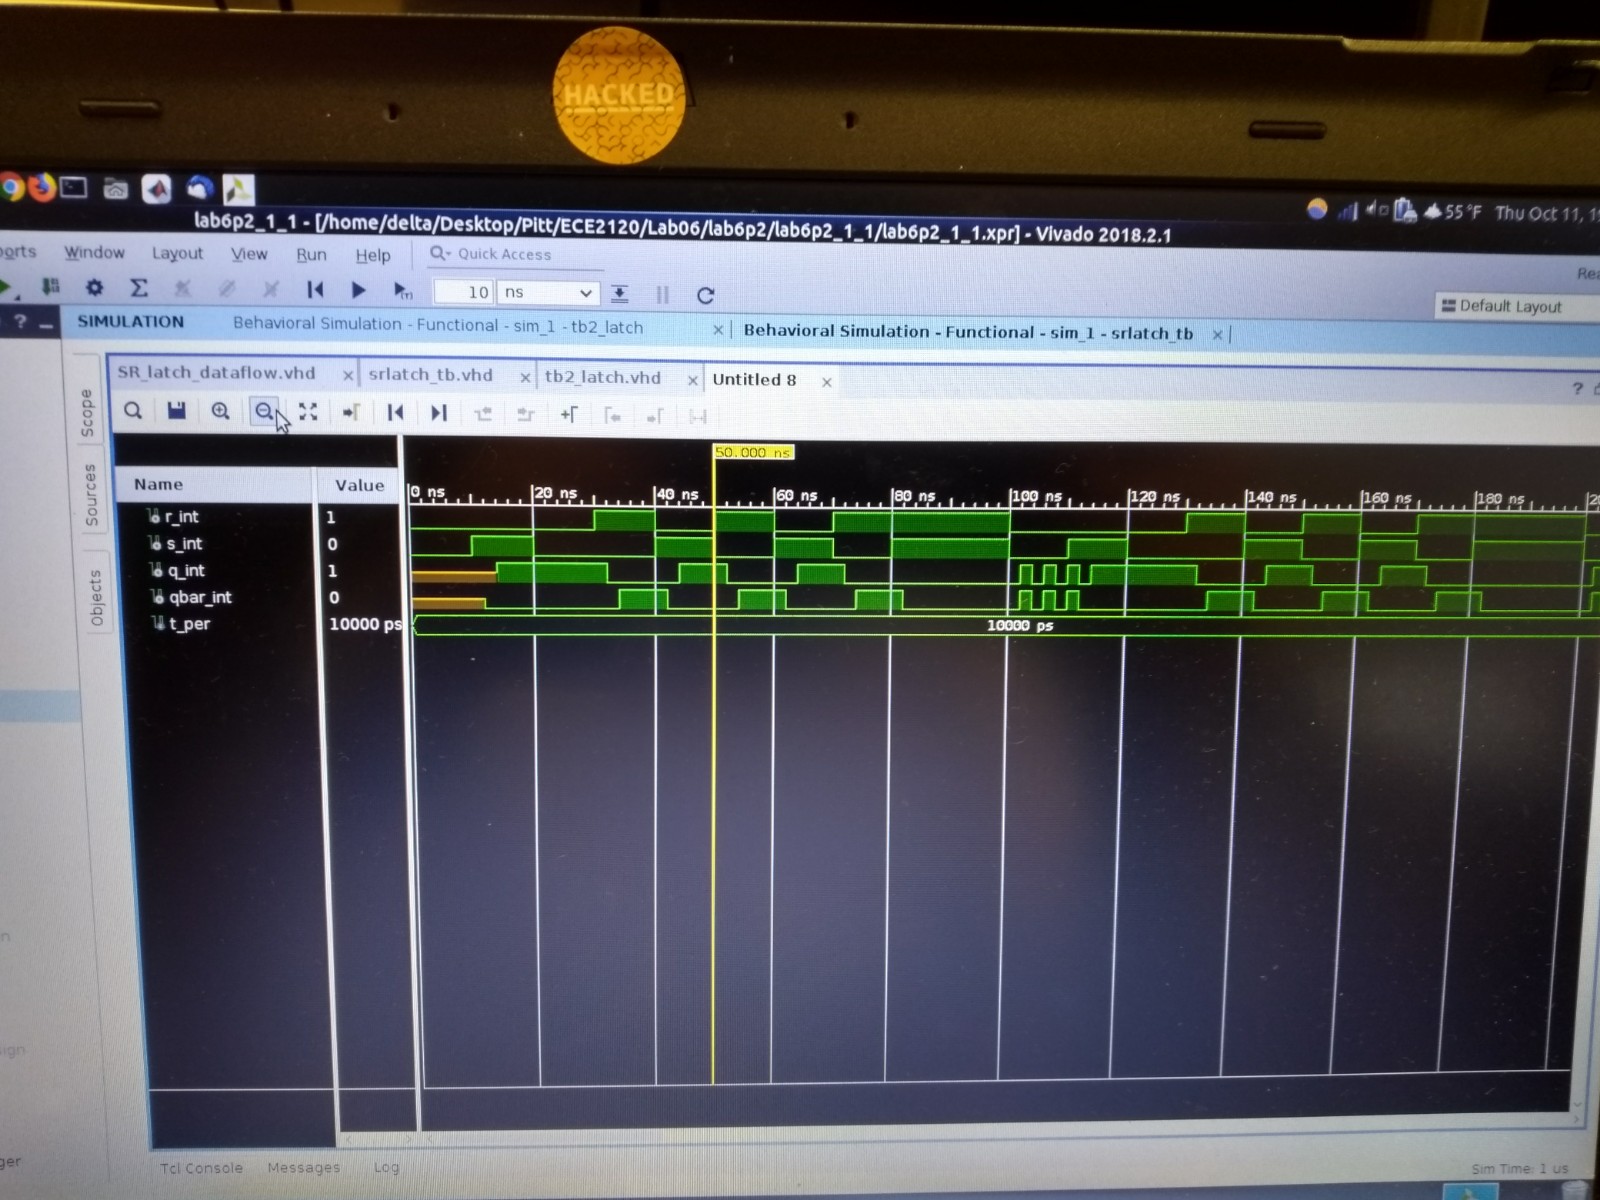 HACKED
55 °F Thu Oct 11,
lab6p2_1_1 - [/home/delta/Desktop/Pitt/ECE2120/Lab06/lab6p2/lab6p2_1_1/lab6p2_1_1.xpr] - Vivado 2018.2.1
Window Layout View Run Help Quick Access
10 ns
Default Layout
SIMULATION Behavioral Simulation - Functional - sim_1 - tb2_latch × Behavioral Simulation - Functional - sim_1 - srlatch_tb ×
SR_latch_dataflow.vhd × srlatch_tb.vhd × tb2_latch.vhd × Untitled 8 × ?
Scope
Sources
Objects
50.000 ns
Name Value
0 ns 20 ns 40 ns 60 ns 80 ns 100 ns 120 ns 140 ns 160 ns 180 ns
r_int 1
s_int 0
q_int 1
qbar_int 0
t_per 10000 ps 10000 ps
Tcl Console Messages Log
Sim Time: 1 us